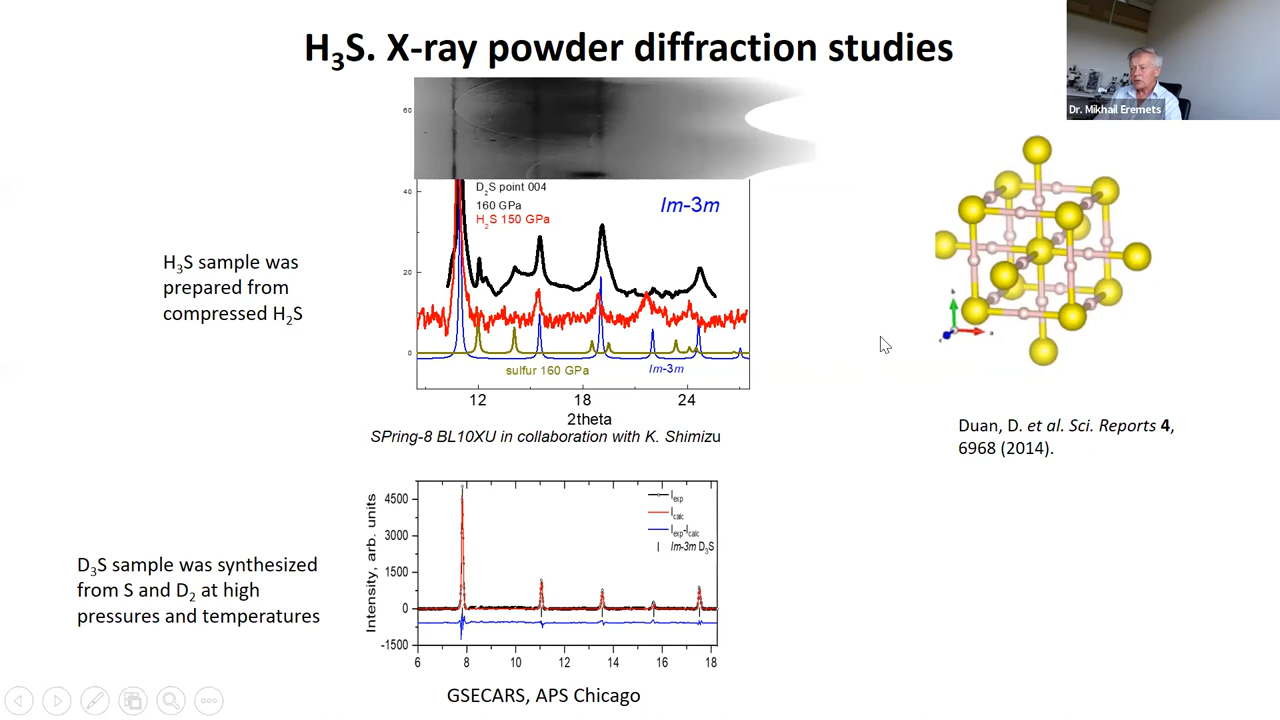 H₃S. X-ray powder diffraction studies
Dr. Mikhail Eremets
60
40
20
0
D₂S point 004
160 GPa
H₂S 150 GPa
Im-3m
sulfur 160 GPa
Im-3m
12 18 24
2theta
SPring-8 BL10XU in collaboration with K. Shimizu
H₃S sample was
prepared from
compressed H₂S
Duan, D. et al. Sci. Reports 4,
6968 (2014).
D₃S sample was synthesized
from S and D₂ at high
pressures and temperatures
Intensity, arb. units
4500
3000
1500
0
-1500
I_exp
I_calc
I_exp-I_calc
Im-3m D₃S
6 8 10 12 14 16 18
GSECARS, APS Chicago